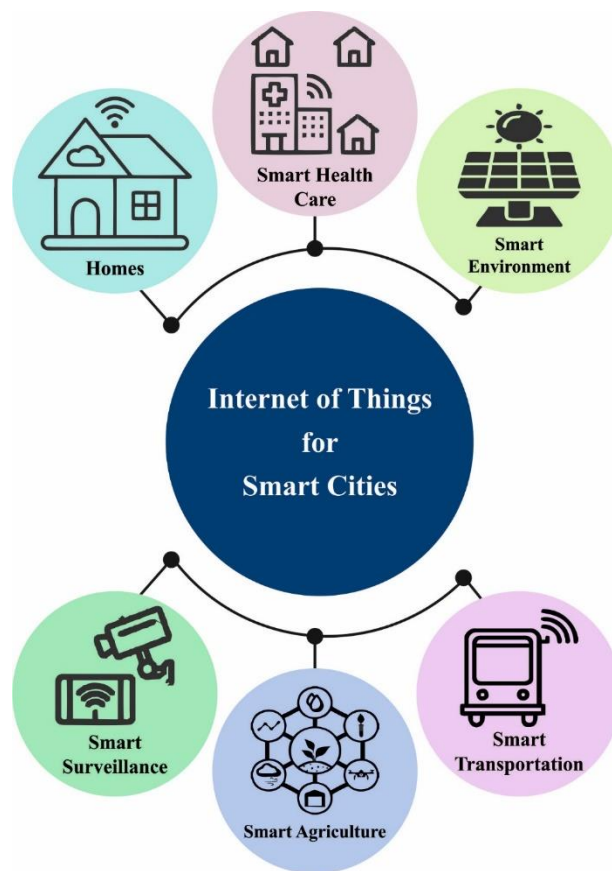 Smart Health
Care
Homes
Smart
Environment
Internet of Things
for
Smart Cities
Smart
Surveillance
Smart Agriculture
Smart
Transportation